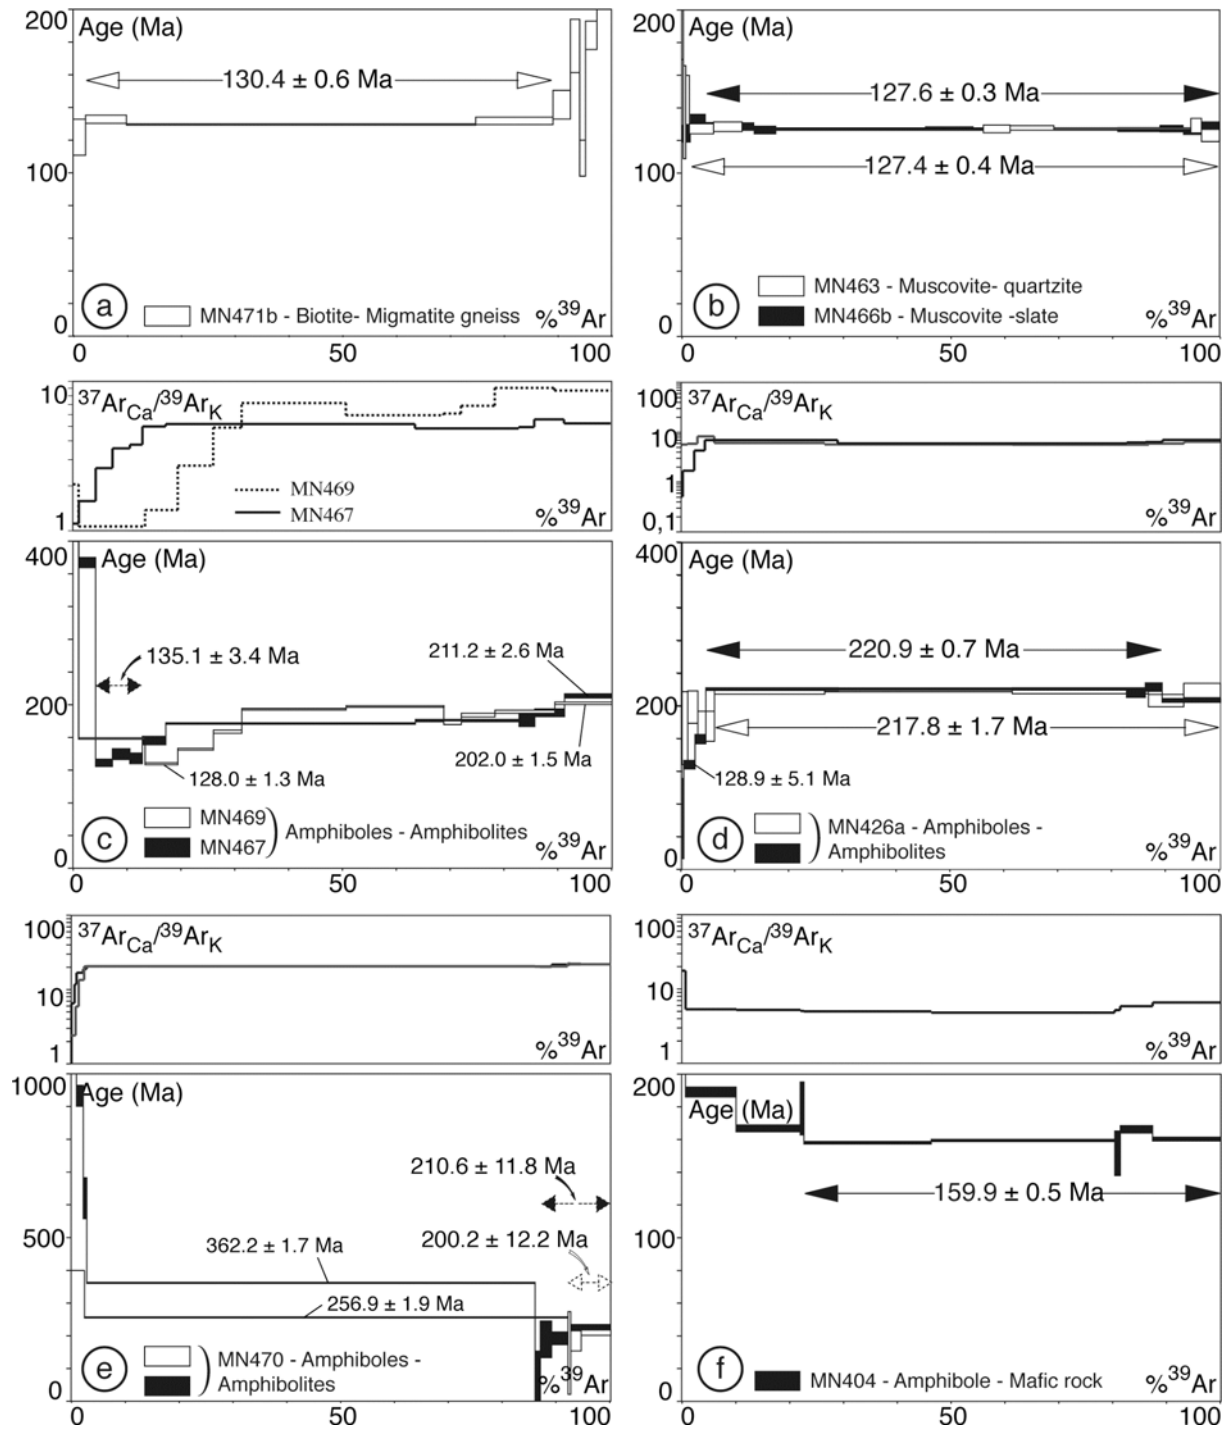 200
Age (Ma)
130.4 ± 0.6 Ma
100
a
MN471b - Biotite- Migmatite gneiss
%³⁹Ar
0
0
50
100
200
Age (Ma)
127.6 ± 0.3 Ma
100
127.4 ± 0.4 Ma
b
MN463 - Muscovite- quartzite
MN466b - Muscovite -slate
%³⁹Ar
0
0
50
100
10
³⁷Ar_Ca/³⁹Ar_K
MN469
MN467
1
%³⁹Ar
100
³⁷Ar_Ca/³⁹Ar_K
10
1
0,1
%³⁹Ar
400
Age (Ma)
135.1 ± 3.4 Ma
211.2 ± 2.6 Ma
200
202.0 ± 1.5 Ma
128.0 ± 1.3 Ma
c
MN469
MN467
Amphiboles - Amphibolites
%³⁹Ar
0
0
50
100
400
Age (Ma)
220.9 ± 0.7 Ma
200
217.8 ± 1.7 Ma
128.9 ± 5.1 Ma
d
MN426a - Amphiboles -
Amphibolites
%³⁹Ar
0
0
50
100
100
³⁷Ar_Ca/³⁹Ar_K
10
1
%³⁹Ar
100
³⁷Ar_Ca/³⁹Ar_K
10
1
%³⁹Ar
1000
Age (Ma)
210.6 ± 11.8 Ma
500
200.2 ± 12.2 Ma
362.2 ± 1.7 Ma
256.9 ± 1.9 Ma
e
MN470 - Amphiboles -
Amphibolites
%³⁹Ar
0
0
50
100
200
Age (Ma)
159.9 ± 0.5 Ma
100
f
MN404 - Amphibole - Mafic rock
%³⁹Ar
0
0
50
100